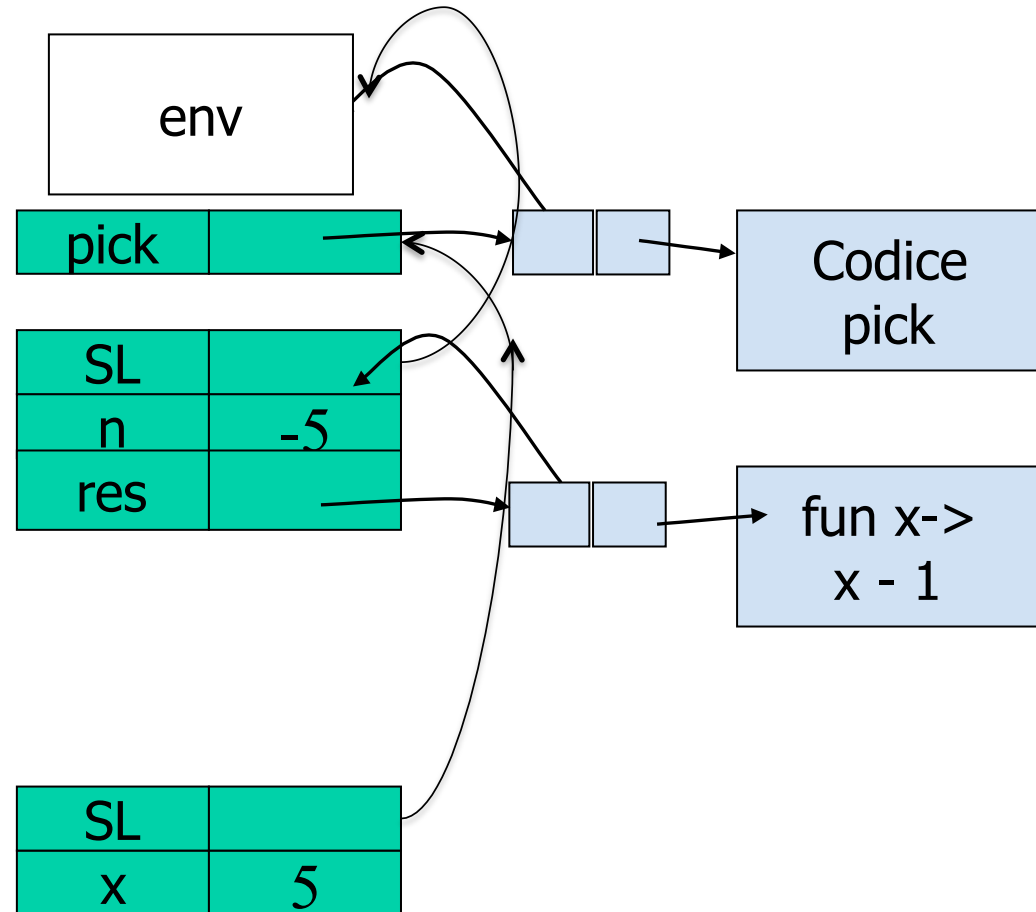 env
pick
Codice
pick
SL
n -5
res
fun x->
x - 1
SL
x 5